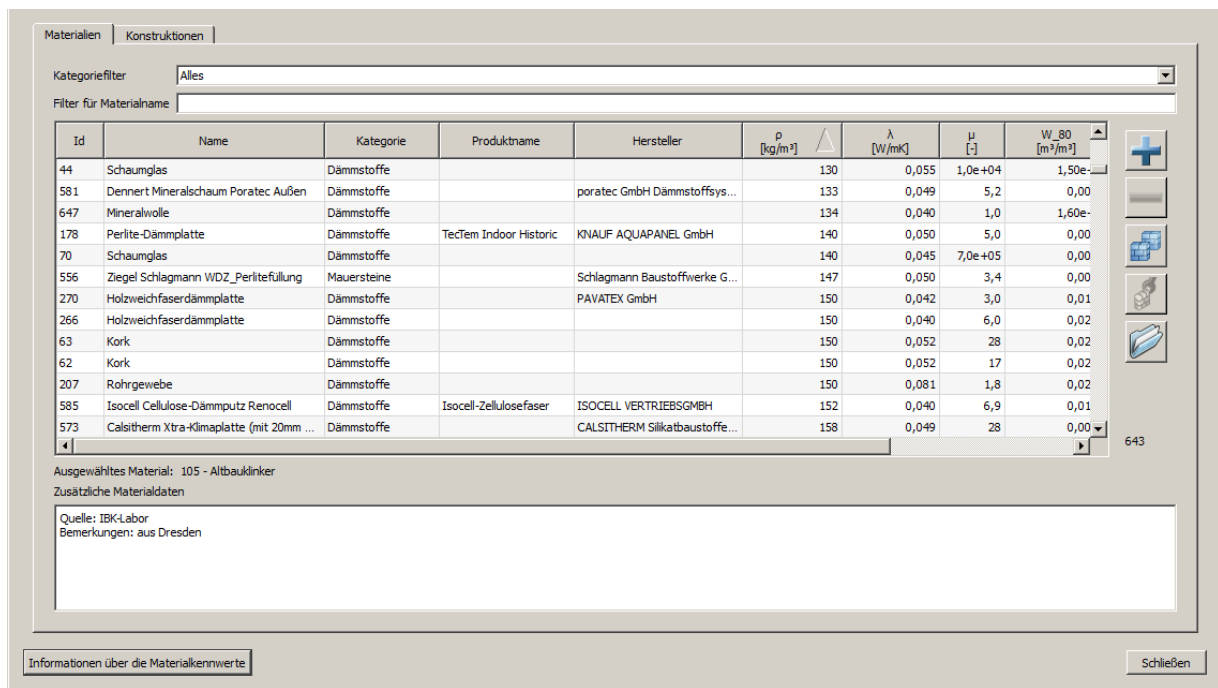 Materialien Konstruktionen
Kategoriefilter Alles
Filter für Materialname
Id Name Kategorie Produktname Hersteller ρ [kg/m³] λ [W/mK] μ [-] W_80 [m³/m³]
44 Schaumglas Dämmstoffe 130 0,055 1,0e+04 1,50e-
581 Dennert Mineralschaum Poratec Außen Dämmstoffe poratec GmbH Dämmstoffsys... 133 0,049 5,2 0,00
647 Mineralwolle Dämmstoffe 134 0,040 1,0 1,60e-
178 Perlite-Dämmplatte Dämmstoffe TecTem Indoor Historic KNAUF AQUAPANEL GmbH 140 0,050 5,0 0,00
70 Schaumglas Dämmstoffe 140 0,045 7,0e+05 0,00
556 Ziegel Schlagmann WDZ_Perlitefüllung Mauersteine Schlagmann Baustoffwerke G... 147 0,050 3,4 0,00
270 Holzweichfaserdämmplatte Dämmstoffe PAVATEX GmbH 150 0,042 3,0 0,01
266 Holzweichfaserdämmplatte Dämmstoffe 150 0,040 6,0 0,02
63 Kork Dämmstoffe 150 0,052 28 0,02
62 Kork Dämmstoffe 150 0,052 17 0,02
207 Rohrgewebe Dämmstoffe 150 0,081 1,8 0,02
585 Isocell Cellulose-Dämmputz Renocell Dämmstoffe Isocell-Zellulosefaser ISOCELL VERTRIEBSGMBH 152 0,040 6,9 0,01
573 Calsitherm Xtra-Klimaplatte (mit 20mm ... Dämmstoffe CALSITHERM Silikatbaustoffe... 158 0,049 28 0,00
643
Ausgewähltes Material: 105 - Altbauklinker
Zusätzliche Materialdaten
Quelle: IBK-Labor
Bemerkungen: aus Dresden
Informationen über die Materialkennwerte Schließen